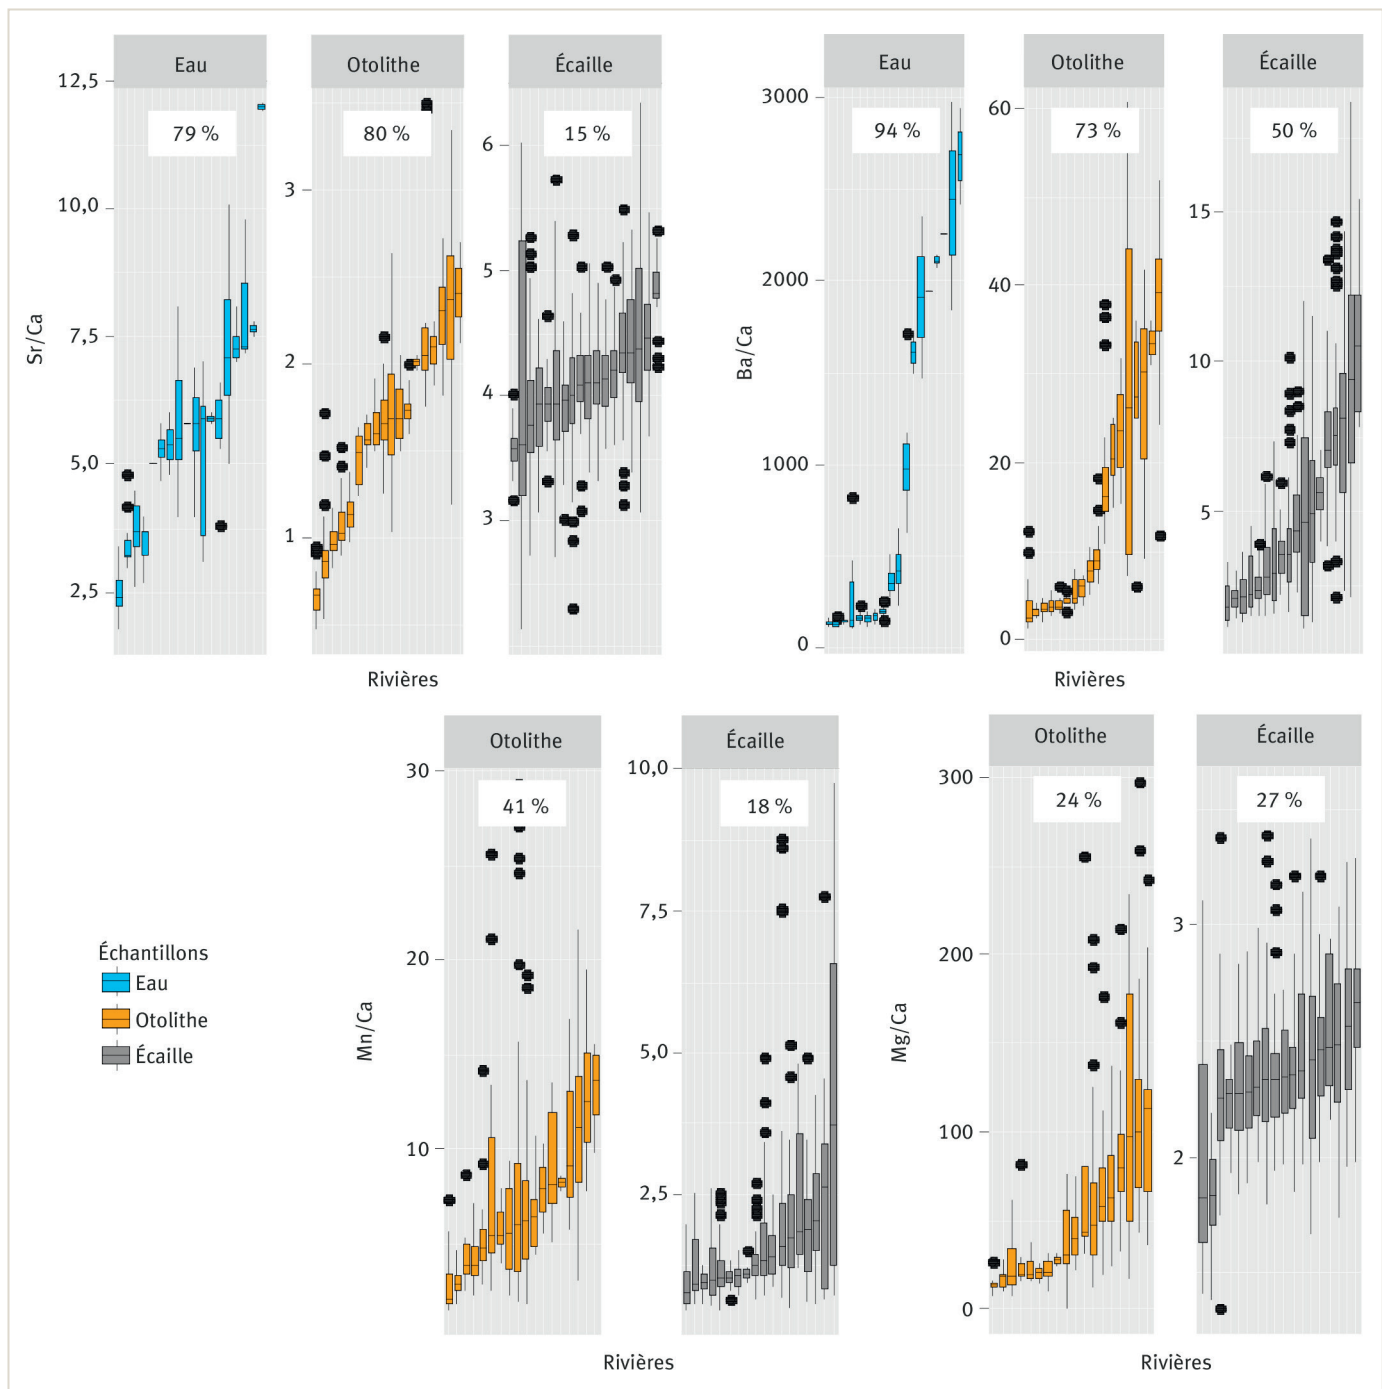 Eau
Otolithe
Écaille
79 %
80 %
15 %
12,5
10,0
7,5
5,0
2,5
3
2
1
6
5
4
3
Sr/Ca
Rivières
Eau
Otolithe
Écaille
94 %
73 %
50 %
3000
2000
1000
0
60
40
20
0
15
10
5
Ba/Ca
Rivières
Otolithe
Écaille
41 %
18 %
30
20
10
10,0
7,5
5,0
2,5
Mn/Ca
Rivières
Otolithe
Écaille
24 %
27 %
300
200
100
0
3
2
Mg/Ca
Rivières
Échantillons
Eau
Otolithe
Écaille